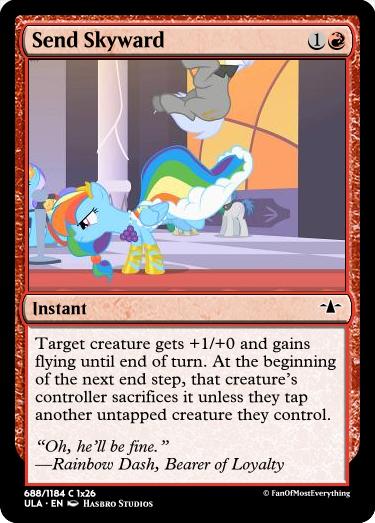 Send Skyward 1
Instant
Target creature gets +1/+0 and gains
flying until end of turn. At the beginning
of the next end step, that creature's
controller sacrifices it unless they tap
another untapped creature they control.
“Oh, he'll be fine.”
—Rainbow Dash, Bearer of Loyalty
688/1184 C 1x26
ULA • EN Hasbro Studios © FanOfMostEverything